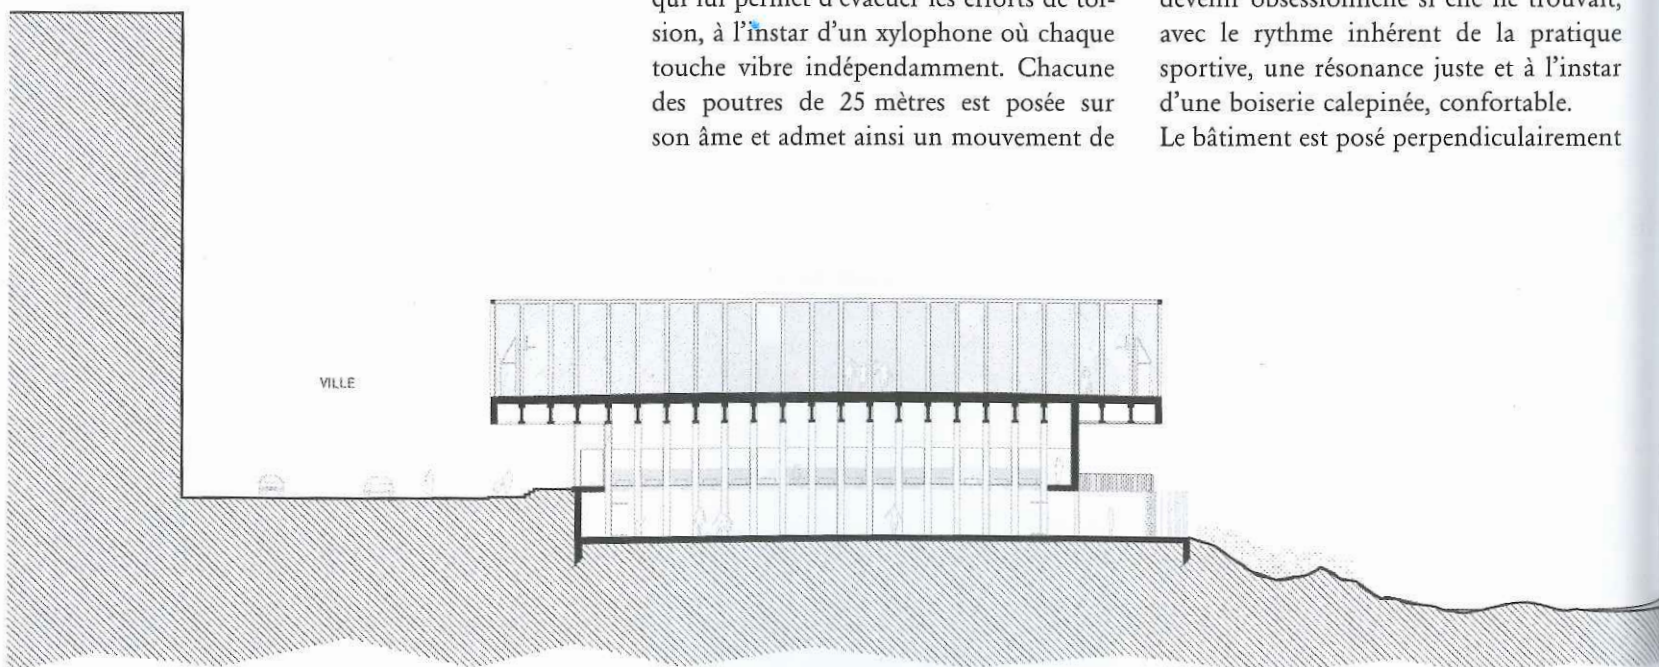 sion, à l'instar d'un xylophone où chaque
touche vibre indépendamment. Chacune
des poutres de 25 mètres est posée sur
son âme et admet ainsi un mouvement de
avec le rythme inhérent de la pratique
sportive, une résonance juste et à l'instar
d'une boiserie calepinée, confortable.
Le bâtiment est posé perpendiculairement
VILLE